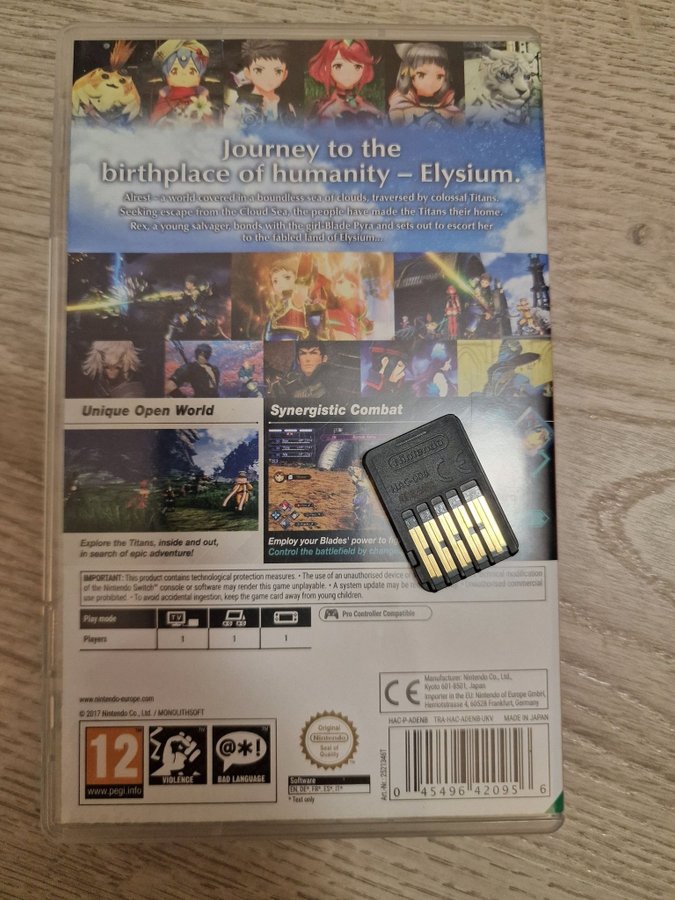 Journey to the
birthplace of humanity – Elysium.
Alrest - a world covered in a boundless sea of clouds, traversed by colossal Titans.
Seeking escape from the Cloud Sea, the people have made the Titans their home.
Rex, a young salvager, bonds with the girl-Blade Pyra and sets out to escort her
to the fabled land of Elysium...
Unique Open World
Synergistic Combat
Nintendo
HAC-008
Explore the Titans, inside and out,
in search of epic adventure!
Employ your Blades' power to
Control the battlefield by
IMPORTANT: This product contains technological protection measures. • The use of an unauthorised device or technical modification
of the Nintendo Switch™ console or software may render this game unplayable. • A system update may be • Unauthorised commercial
use prohibited. • To avoid accidental ingestion, keep the game card away from young children.
Play mode
TV
Pro Controller Compatible
Players
1
1
1
www.nintendo-europe.com
© 2017 Nintendo Co., Ltd. / MONOLITHSOFT
CE
Manufacturer: Nintendo Co., Ltd.,
Kyoto 601-8501, Japan
Importer in the EU: Nintendo of Europe GmbH,
Herriotstrasse 4, 60528 Frankfurt, Germany
HAC-P-ADENB TRA-HAC-ADENB-UKV MADE IN JAPAN
12
www.pegi.info
VIOLENCE
@*!
BAD LANGUAGE
Original
Nintendo
Seal of
Quality
Software
EN, DE*, FR*, ES*, IT*
* Text only
Art.-Nr.: 2521346T
0 45496 42095 6